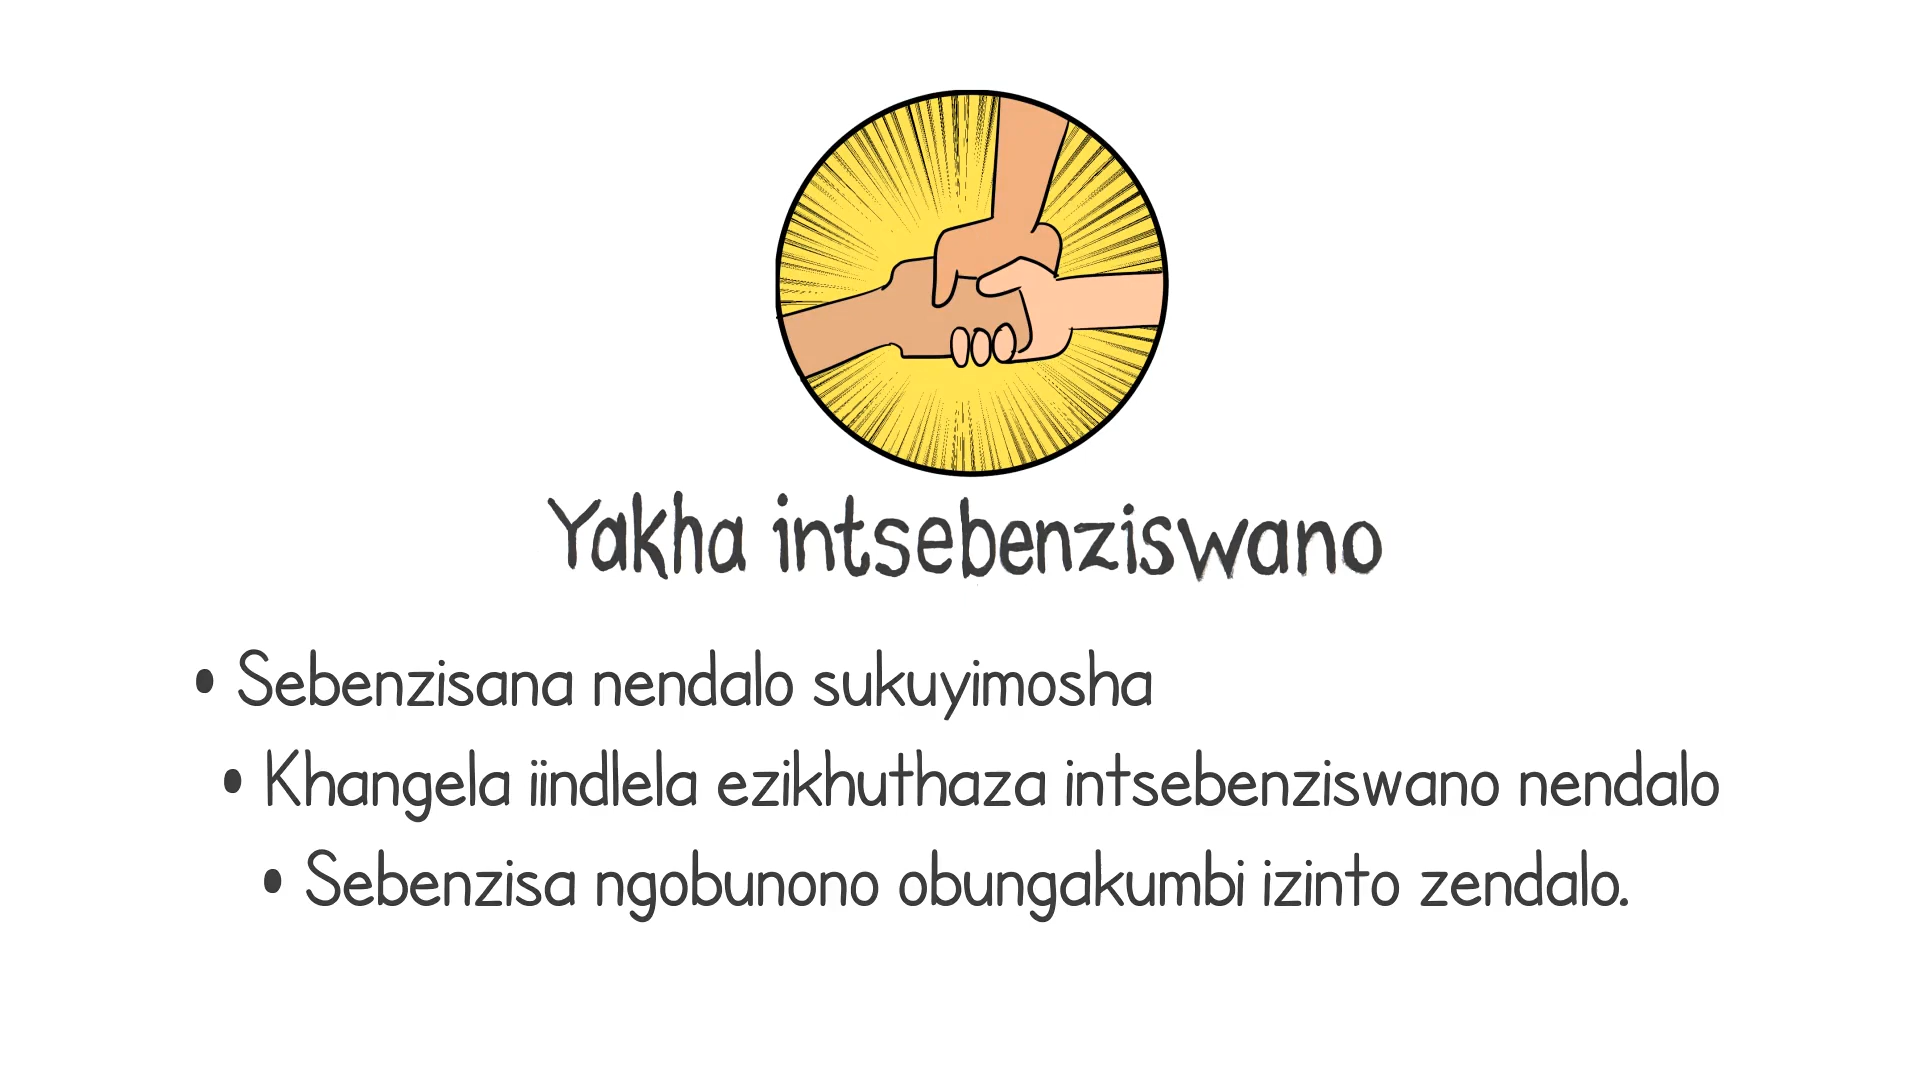 Yakha intsebenziswano
• Sebenzisana nendalo sukuyimosha
• Khangela iindlela ezikhuthaza intsebenziswano nendalo
• Sebenzisa ngobunono obungakumbi izinto zendalo.